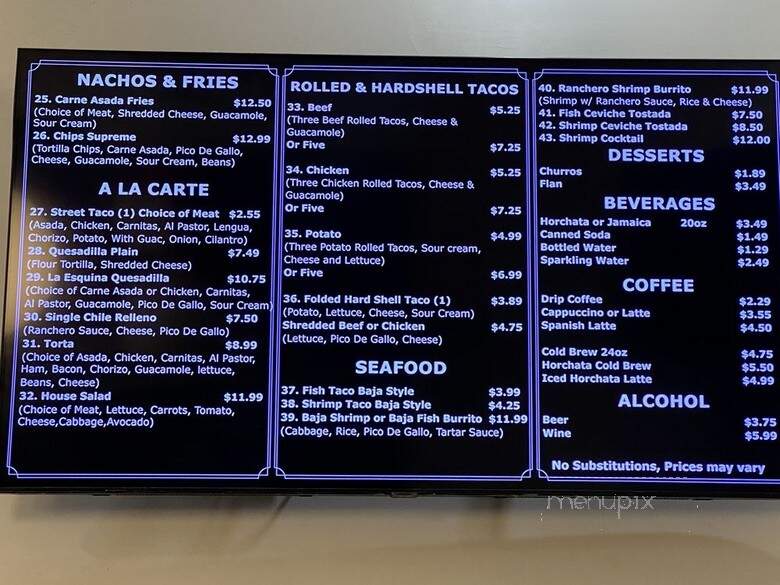 NACHOS & FRIES
25. Carne Asada Fries $12.50
(Choice of Meat, Shredded Cheese, Guacamole,
Sour Cream)
26. Chips Supreme $12.99
(Tortilla Chips, Carne Asada, Pico De Gallo,
Cheese, Guacamole, Sour Cream, Beans)
A LA CARTE
27. Street Taco (1) Choice of Meat $2.55
(Asada, Chicken, Carnitas, Al Pastor, Lengua,
Chorizo, Potato, With Guac, Onion, Cilantro)
28. Quesadilla Plain $7.49
(Flour Tortilla, Shredded Cheese)
29. La Esquina Quesadilla $10.75
(Choice of Carne Asada or Chicken, Carnitas,
Al Pastor, Guacamole, Pico De Gallo, Sour Cream)
30. Single Chile Relleno $7.50
(Ranchero Sauce, Cheese, Pico De Gallo)
31. Torta $8.99
(Choice of Asada, Chicken, Carnitas, Al Pastor,
Ham, Bacon, Chorizo, Guacamole, lettuce,
Beans, Cheese)
32. House Salad $11.99
(Choice of Meat, Lettuce, Carrots, Tomato,
Cheese,Cabbage,Avocado)
ROLLED & HARDSHELL TACOS
33. Beef $5.25
(Three Beef Rolled Tacos, Cheese &
Guacamole)
Or Five $7.25
34. Chicken $5.25
(Three Chicken Rolled Tacos, Cheese &
Guacamole)
Or Five $7.25
35. Potato $4.99
(Three Potato Rolled Tacos, Sour cream,
Cheese and Lettuce)
Or Five $6.99
36. Folded Hard Shell Taco (1) $3.89
(Potato, Lettuce, Cheese, Sour Cream)
Shredded Beef or Chicken $4.75
(Lettuce, Pico De Gallo, Cheese)
SEAFOOD
37. Fish Taco Baja Style $3.99
38. Shrimp Taco Baja Style $4.25
39. Baja Shrimp or Baja Fish Burrito $11.99
(Cabbage, Rice, Pico De Gallo, Tartar Sauce)
40. Ranchero Shrimp Burrito $11.99
(Shrimp w/ Ranchero Sauce, Rice & Cheese)
41. Fish Ceviche Tostada $7.50
42. Shrimp Ceviche Tostada $8.50
43. Shrimp Cocktail $12.00
DESSERTS
Churros $1.89
Flan $3.49
BEVERAGES
Horchata or Jamaica 20oz $3.49
Canned Soda $1.49
Bottled Water $1.29
Sparkling Water $2.49
COFFEE
Drip Coffee $2.29
Cappuccino or Latte $3.55
Spanish Latte $4.50
Cold Brew 24oz $4.75
Horchata Cold Brew $5.50
Iced Horchata Latte $4.99
ALCOHOL
Beer $3.75
Wine $5.99
No Substitutions, Prices may vary
menupix